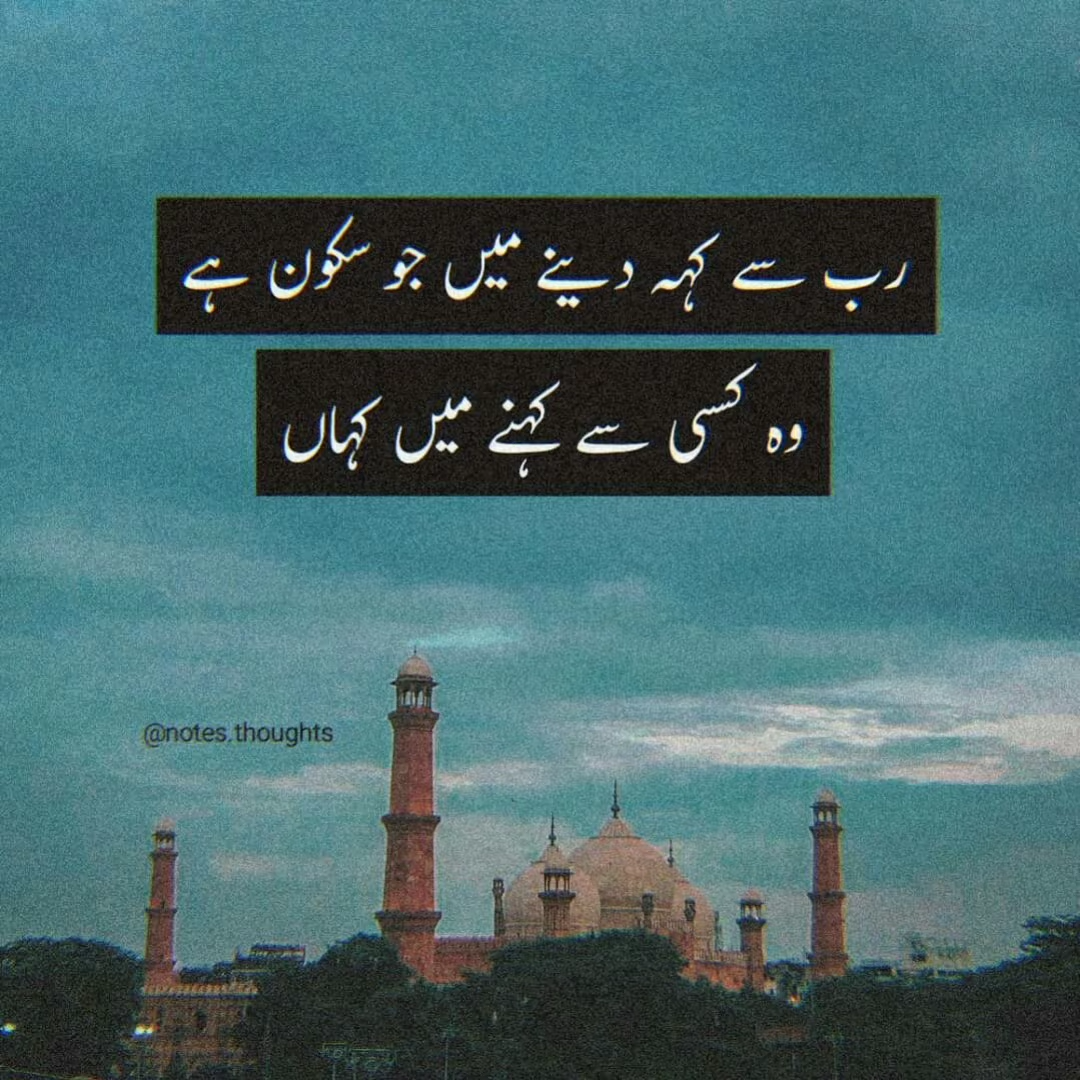 رب سے کہہ دینے میں جو سکون ہے
وہ کسی سے کہنے میں کہاں
@notes.thoughts